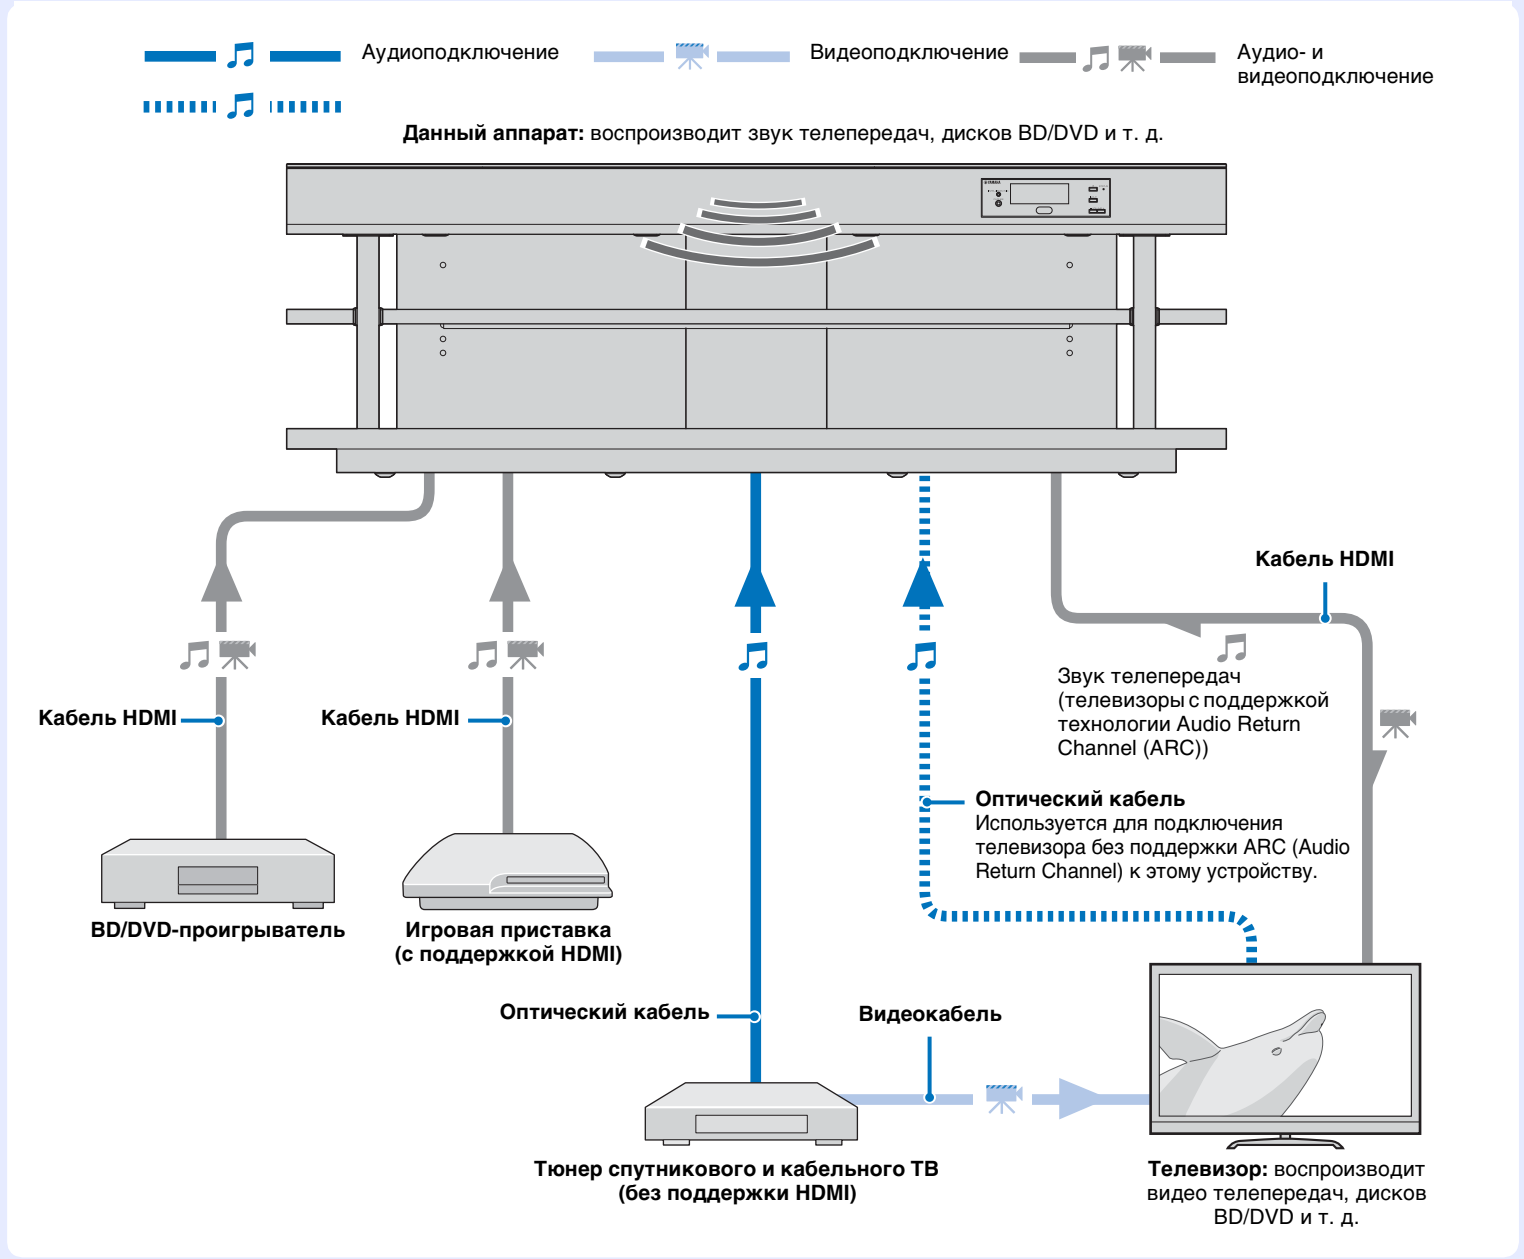 Аудиоподключение
Видеоподключение
Аудио- и
видеоподключение
Данный аппарат: воспроизводит звук телепередач, дисков BD/DVD и т. д.
YAMAHA
Кабель HDMI
Звук телепередач
(телевизоры с поддержкой
технологии Audio Return
Channel (ARC))
Кабель HDMI
Кабель HDMI
Оптический кабель
Используется для подключения
телевизора без поддержки ARC (Audio
Return Channel) к этому устройству.
BD/DVD-проигрыватель
Игровая приставка
(с поддержкой HDMI)
Оптический кабель
Видеокабель
Тюнер спутникового и кабельного ТВ
(без поддержки HDMI)
Телевизор: воспроизводит
видео телепередач, дисков
BD/DVD и т. д.